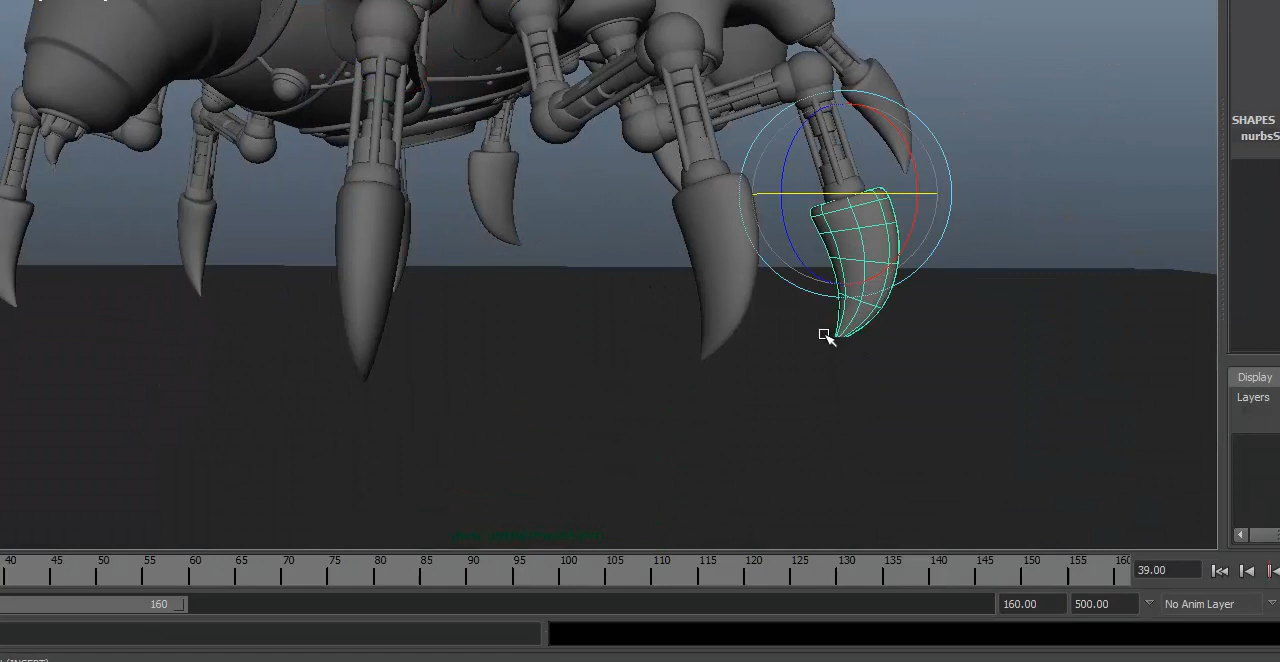 SHAPES
nurbsS
Display
Layers
40 45 50 55 60 65 70 75 80 85 90 95 100 105 110 115 120 125 130 135 140 145 150 155 160
39.00
160
160.00
500.00
No Anim Layer